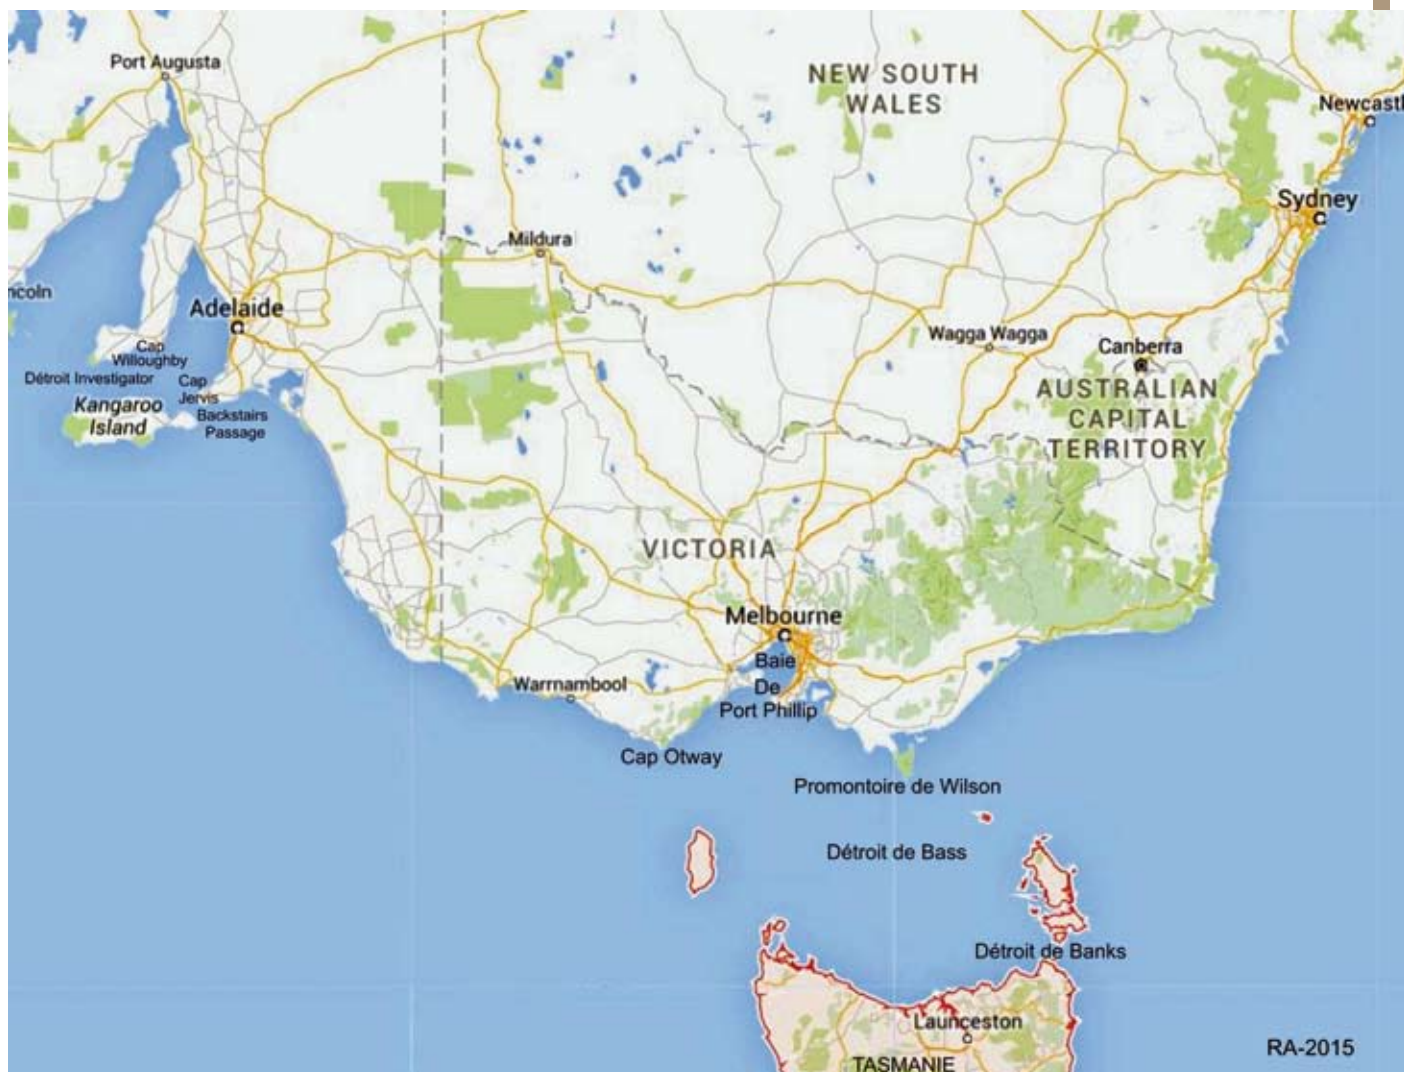 Port Augusta
NEW SOUTH
WALES
Newcastl
Sydney
Mildura
ncoln
Adelaide
Wagga Wagga
Canberra
Cap
Willoughby
Détroit Investigator
Cap
Jervis
Kangaroo
Island
Backstairs
Passage
AUSTRALIAN
CAPITAL
TERRITORY
VICTORIA
Melbourne
Baie
De
Port Phillip
Warrnambool
Cap Otway
Promontoire de Wilson
Détroit de Bass
Détroit de Banks
Launceston
TASMANIE
RA-2015